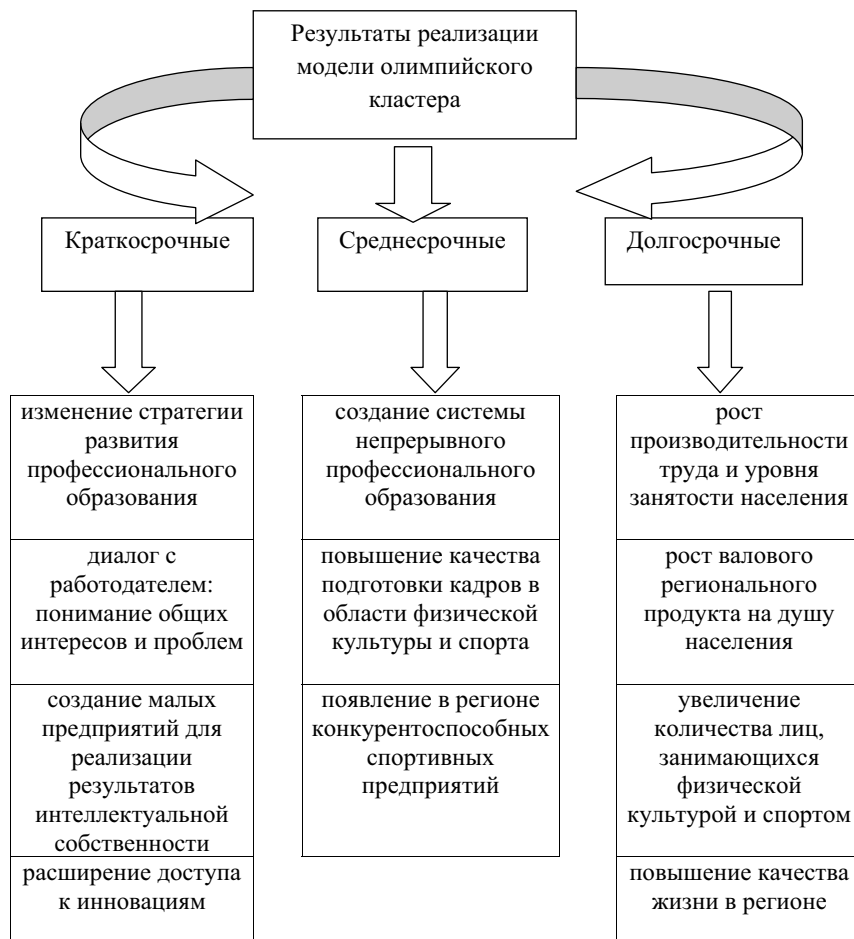 Результаты реализации
модели олимпийского
кластера
Краткосрочные
Среднесрочные
Долгосрочные
изменение стратегии
развития
профессионального
образования
диалог с
работодателем:
понимание общих
интересов и проблем
создание малых
предприятий для
реализации
результатов
интеллектуальной
собственности
расширение доступа
к инновациям
создание системы
непрерывного
профессионального
образования
повышение качества
подготовки кадров в
области физической
культуры и спорта
появление в регионе
конкурентоспособных
спортивных
предприятий
рост
производительности
труда и уровня
занятости населения
рост валового
регионального
продукта на душу
населения
увеличение
количества лиц,
занимающихся
физической
культурой и спортом
повышение качества
жизни в регионе